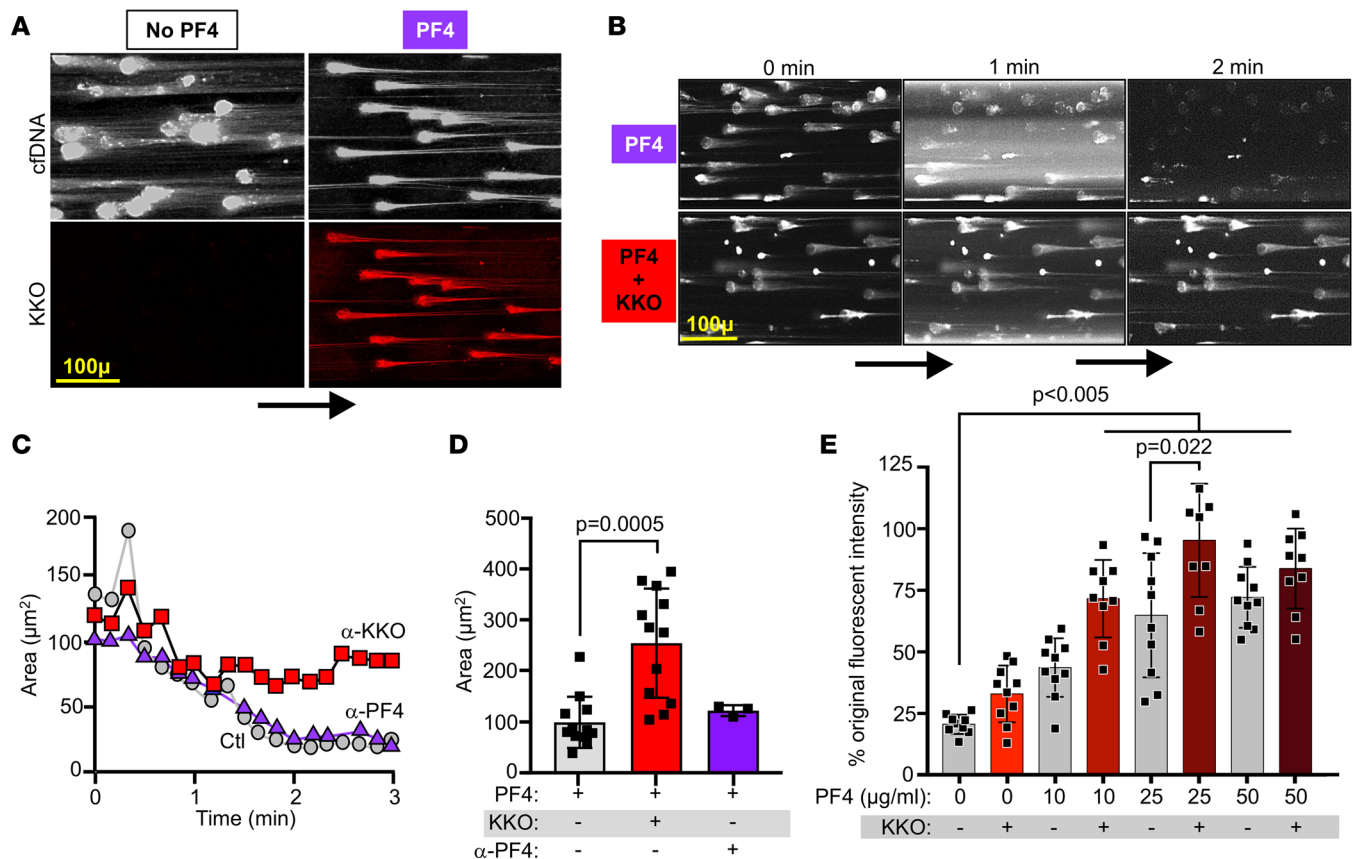 A
No PF4
PF4
cfDNA
KKO
100µ
B
0 min
1 min
2 min
PF4
PF4
+
KKO
100µ
C
Area (µm²)
200
150
100
50
0
α-KKO
α-PF4
Ctl
0
1
2
3
Time (min)
D
Area (µm²)
500
400
300
200
100
0
p=0.0005
PF4: + + +
KKO: - + -
α-PF4: - - +
E
p<0.005
p=0.022
% original fluorescent intensity
125
100
75
50
25
0
PF4 (µg/ml): 0 0 10 10 25 25 50 50
KKO: - + - + - + - +